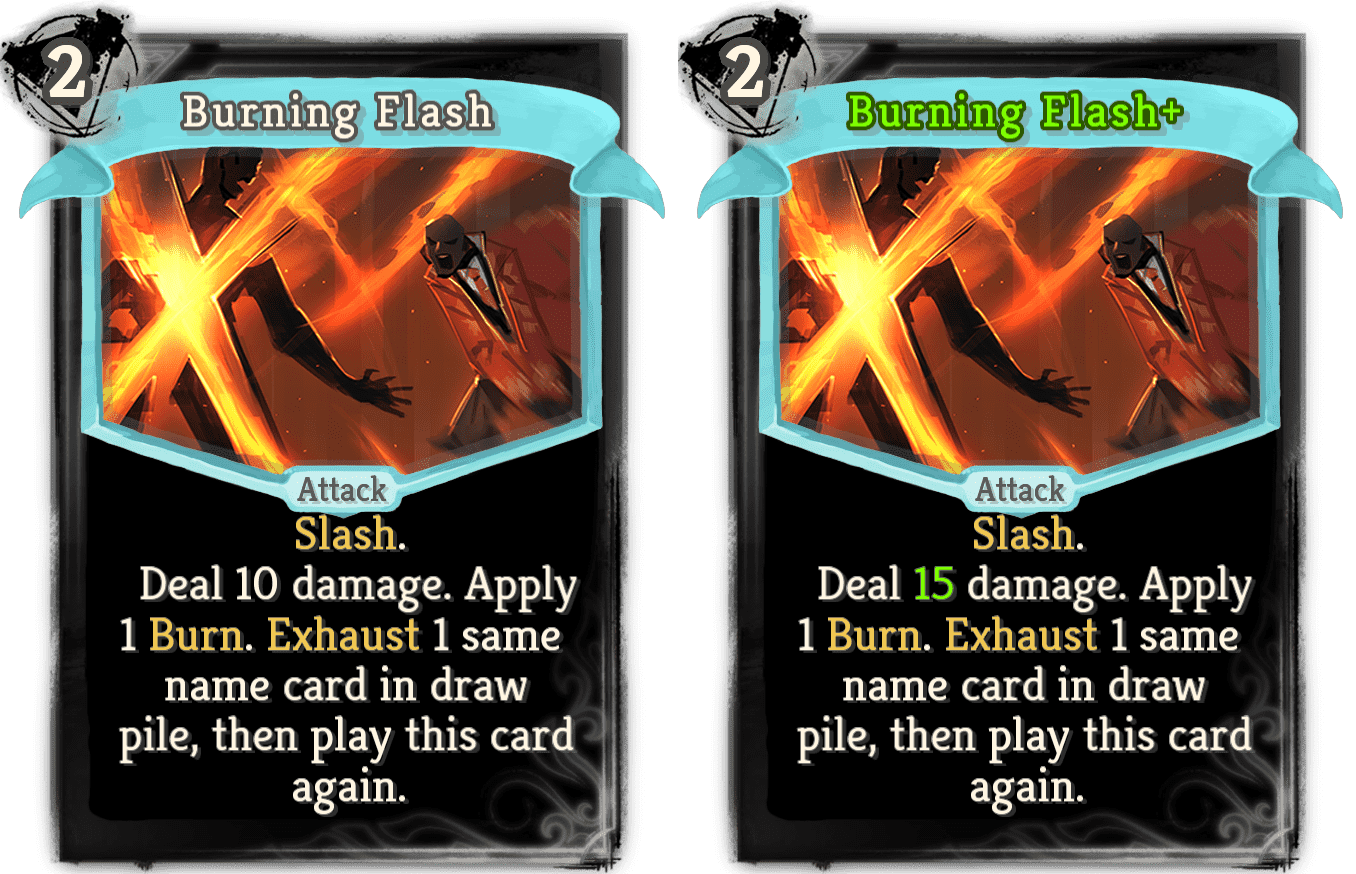 2
Burning Flash
Attack
Slash.
Deal 10 damage. Apply
1 Burn. Exhaust 1 same
name card in draw
pile, then play this card
again.
2
Burning Flash+
Attack
Slash.
Deal 15 damage. Apply
1 Burn. Exhaust 1 same
name card in draw
pile, then play this card
again.